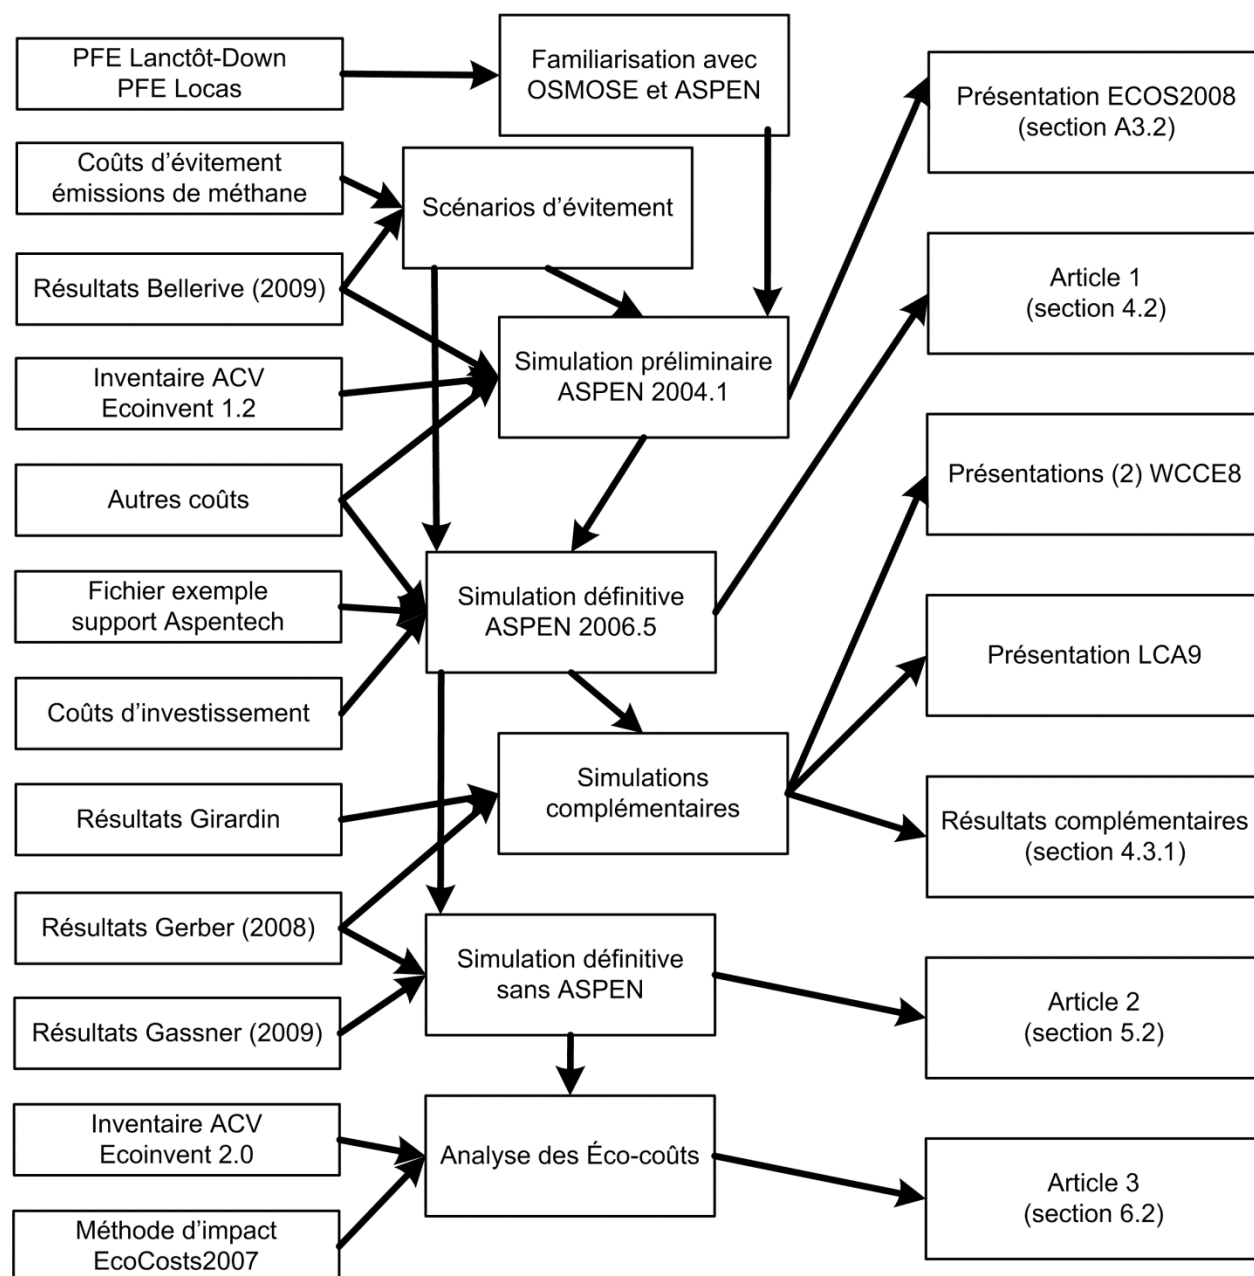 PFE Lanctôt-Down
PFE Locas
Coûts d'évitement
émissions de méthane
Résultats Bellerive (2009)
Inventaire ACV
Ecoinvent 1.2
Autres coûts
Fichier exemple
support Aspentech
Coûts d'investissement
Résultats Girardin
Résultats Gerber (2008)
Résultats Gassner (2009)
Inventaire ACV
Ecoinvent 2.0
Méthode d'impact
EcoCosts2007
Familiarisation avec
OSMOSE et ASPEN
Scénarios d'évitement
Simulation préliminaire
ASPEN 2004.1
Simulation définitive
ASPEN 2006.5
Simulations
complémentaires
Simulation définitive
sans ASPEN
Analyse des Éco-coûts
Présentation ECOS2008
(section A3.2)
Article 1
(section 4.2)
Présentations (2) WCCE8
Présentation LCA9
Résultats complémentaires
(section 4.3.1)
Article 2
(section 5.2)
Article 3
(section 6.2)